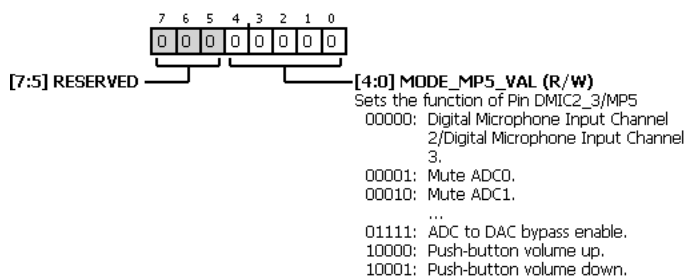 7 6 5 4 3 2 1 0
0 0 0 0 0 0 0 0
[7:5] RESERVED
[4:0] MODE_MP5_VAL (R/W)
Sets the function of Pin DMIC2_3/MP5
00000: Digital Microphone Input Channel
2/Digital Microphone Input Channel
3.
00001: Mute ADC0.
00010: Mute ADC1.
...
01111: ADC to DAC bypass enable.
10000: Push-button volume up.
10001: Push-button volume down.